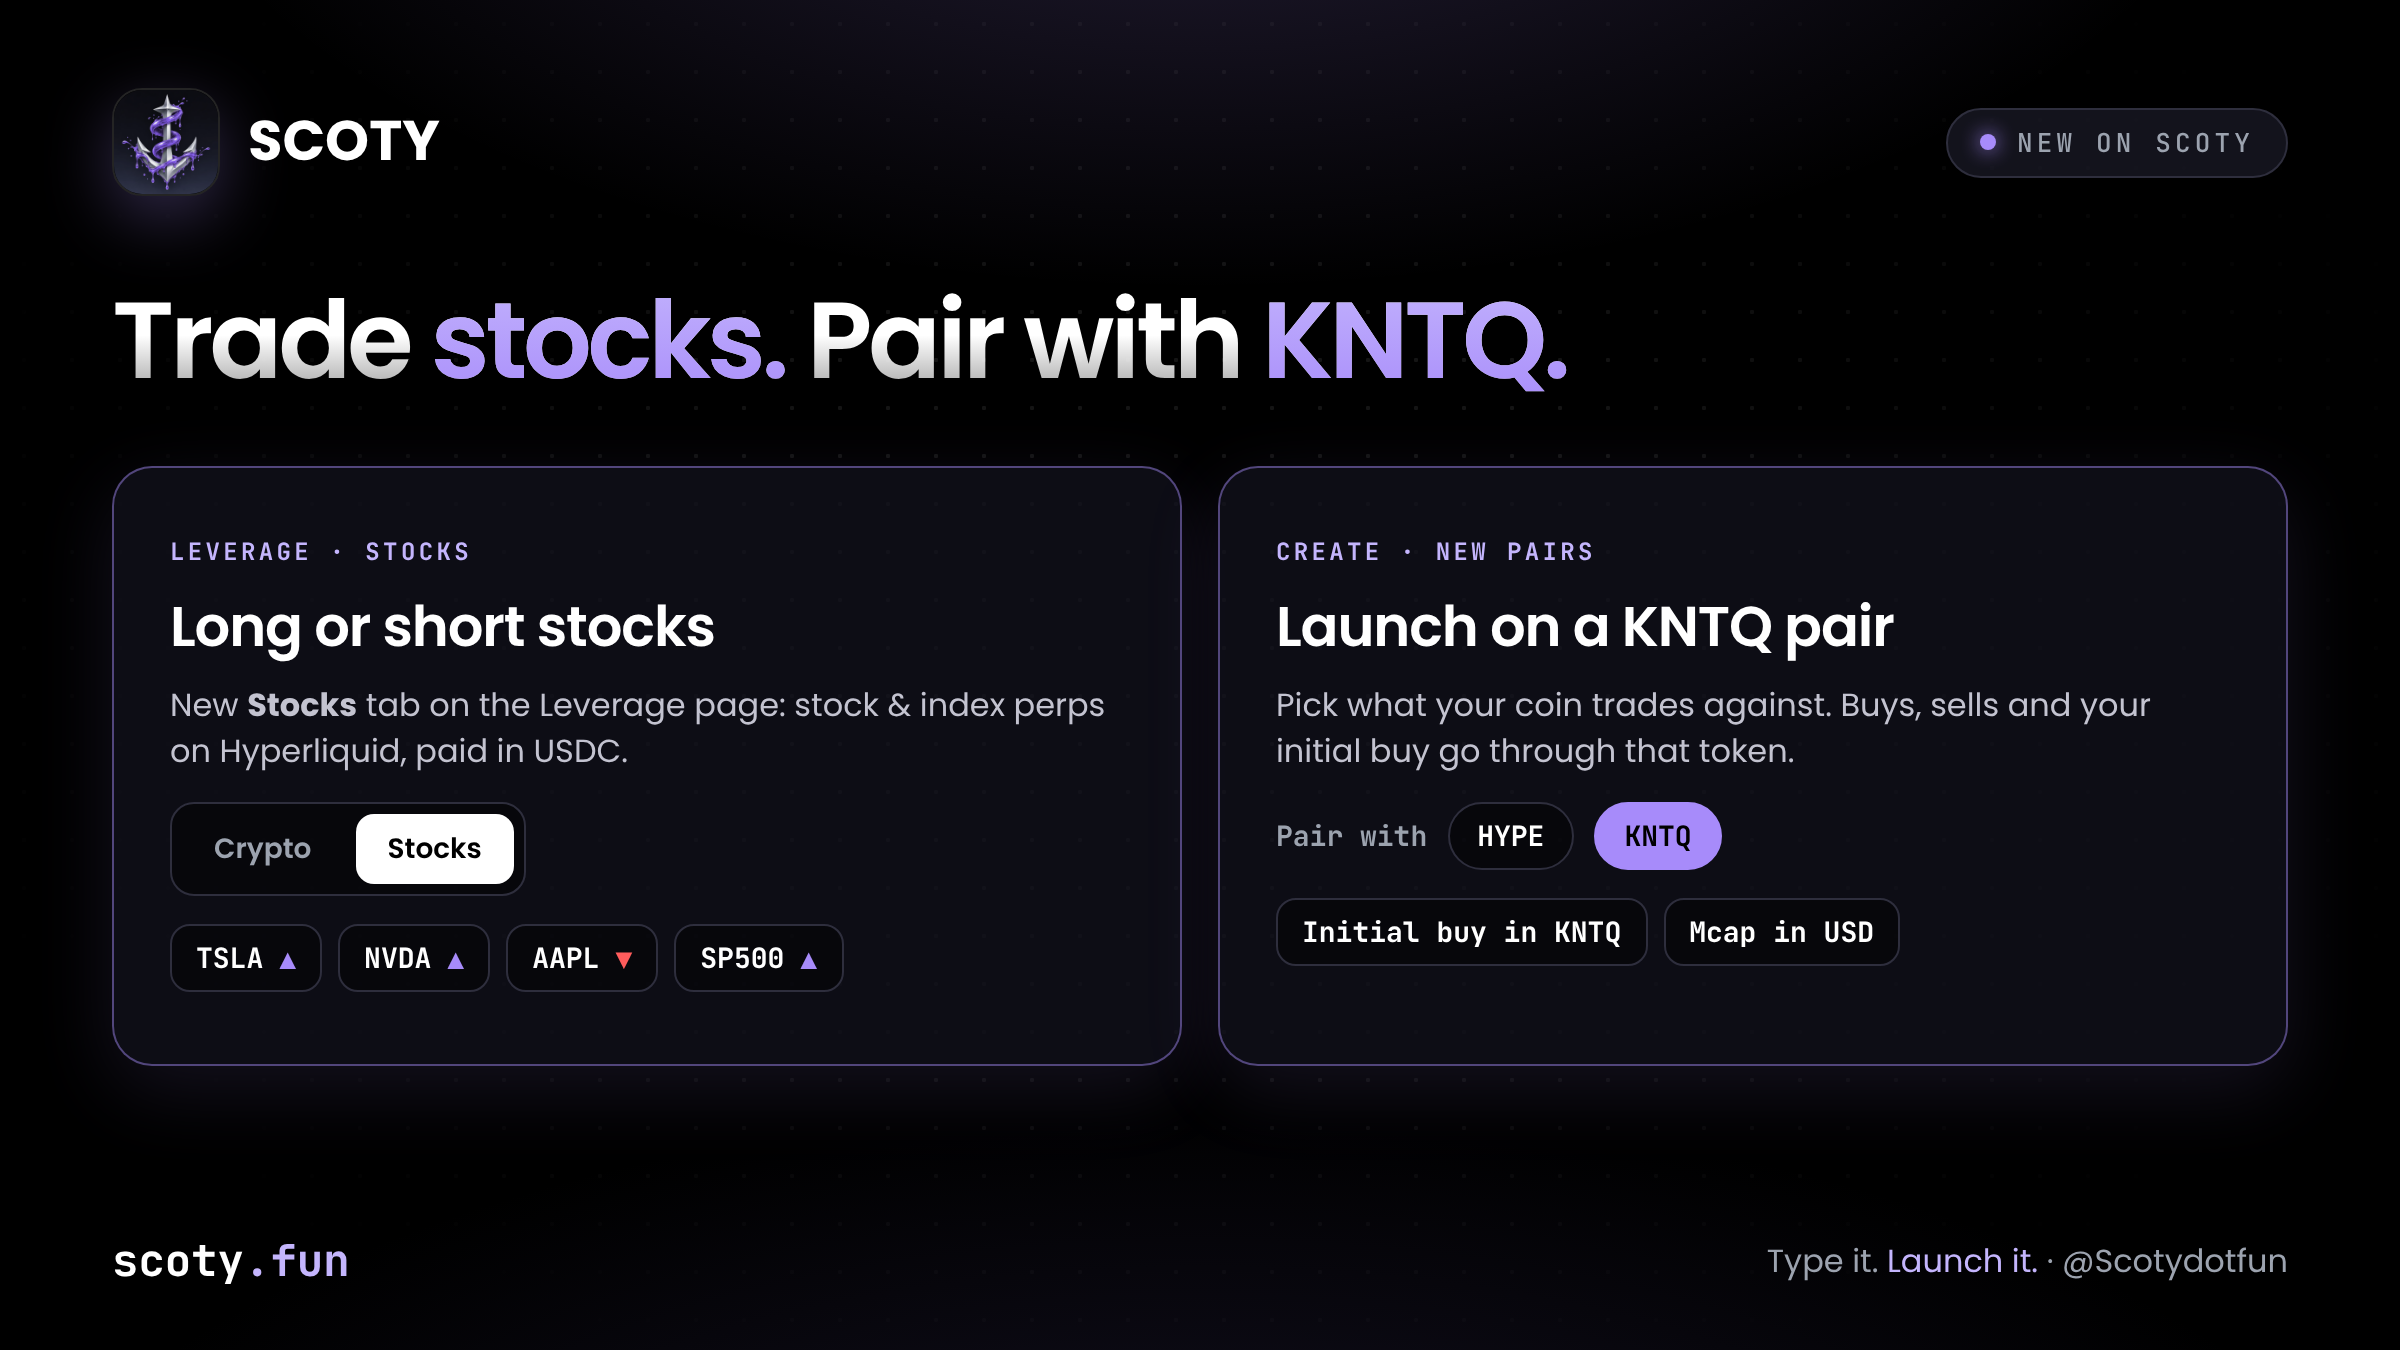 SCOTY
NEW ON SCOTY
Trade stocks. Pair with KNTQ.
LEVERAGE · STOCKS
Long or short stocks
New Stocks tab on the Leverage page: stock & index perps
on Hyperliquid, paid in USDC.
Crypto Stocks
TSLA ▲ NVDA ▲ AAPL ▼ SP500 ▲
CREATE · NEW PAIRS
Launch on a KNTQ pair
Pick what your coin trades against. Buys, sells and your
initial buy go through that token.
Pair with HYPE KNTQ
Initial buy in KNTQ Mcap in USD
scoty.fun
Type it. Launch it. · @Scotydotfun